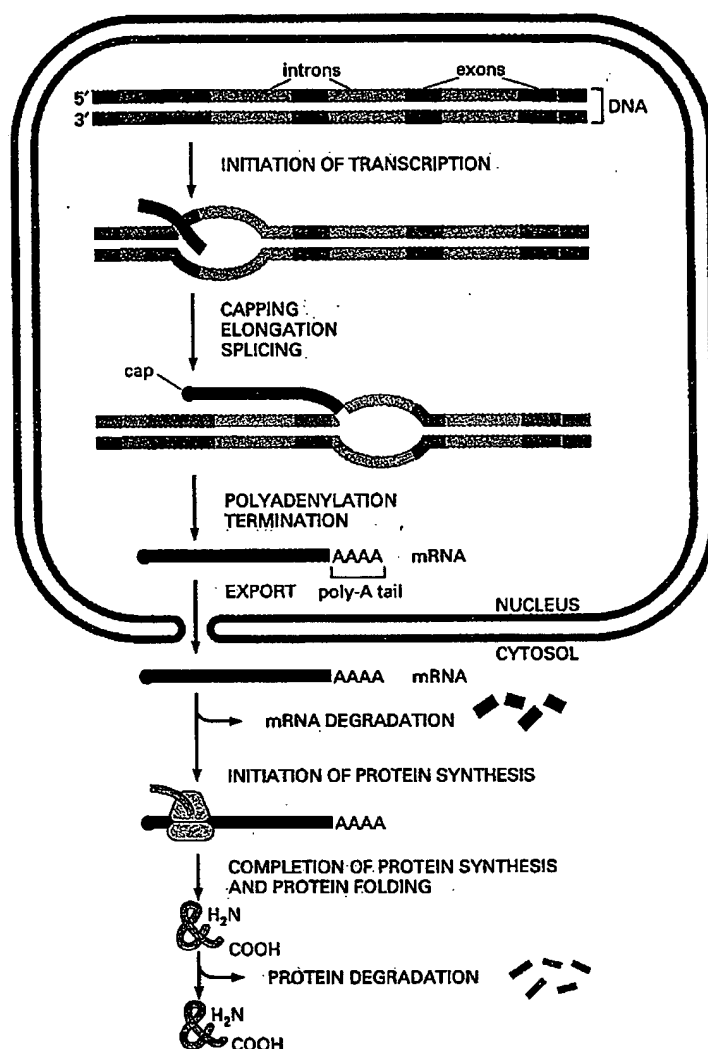 introns exons
5′
3′
DNA
INITIATION OF TRANSCRIPTION
CAPPING
ELONGATION
SPLICING
cap
POLYADENYLATION
TERMINATION
AAAA mRNA
EXPORT poly-A tail
NUCLEUS
CYTOSOL
AAAA mRNA
mRNA DEGRADATION
INITIATION OF PROTEIN SYNTHESIS
AAAA
COMPLETION OF PROTEIN SYNTHESIS
AND PROTEIN FOLDING
H₂N
COOH
PROTEIN DEGRADATION
H₂N
COOH